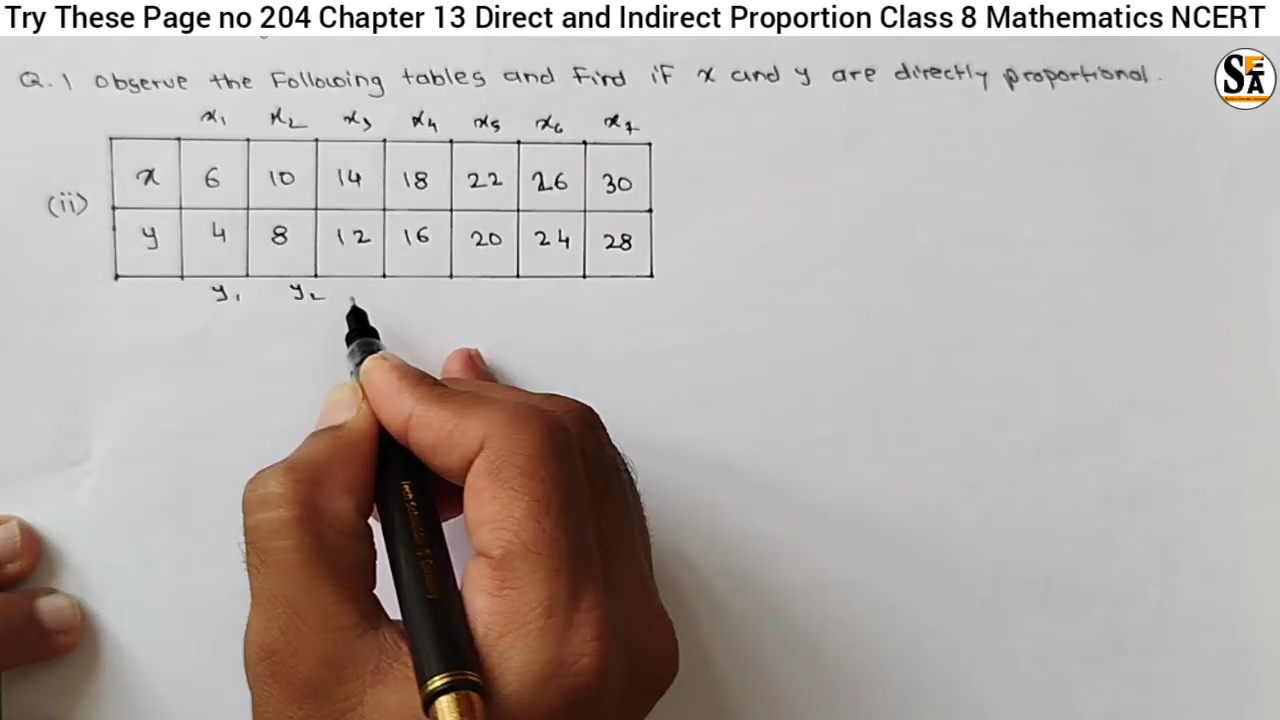 Try These Page no 204 Chapter 13 Direct and Indirect Proportion Class 8 Mathematics NCERT
SFA
Q.1 Observe the Following tables and Find iF x and y are directly proportional.
x₁ x₂ x₃ x₄ x₅ x₆ x₇
(ii)
x 6 10 14 18 22 26 30
y 4 8 12 16 20 24 28
y₁ y₂